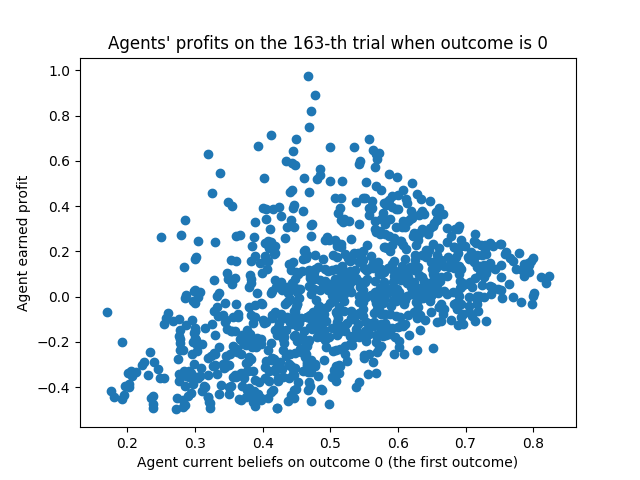 Agents' profits on the 163-th trial when outcome is 0
1.0
0.8
0.6
0.4
0.2
0.0
−0.2
−0.4
Agent earned profit
0.2 0.3 0.4 0.5 0.6 0.7 0.8
Agent current beliefs on outcome 0 (the first outcome)